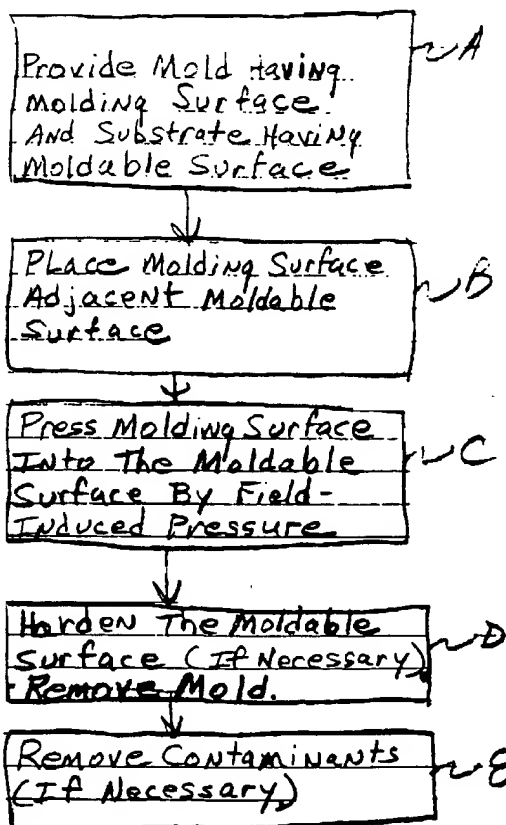 Provide Mold Having
Molding Surface
And Substrate Having
Moldable Surface
A
Place Molding Surface
Adjacent Moldable
Surface
B
Press Molding Surface
Into The Moldable
Surface By Field-
Induced Pressure
C
Harden The Moldable
Surface (If Necessary),
Remove Mold.
D
Remove Contaminants
(If Necessary)
E